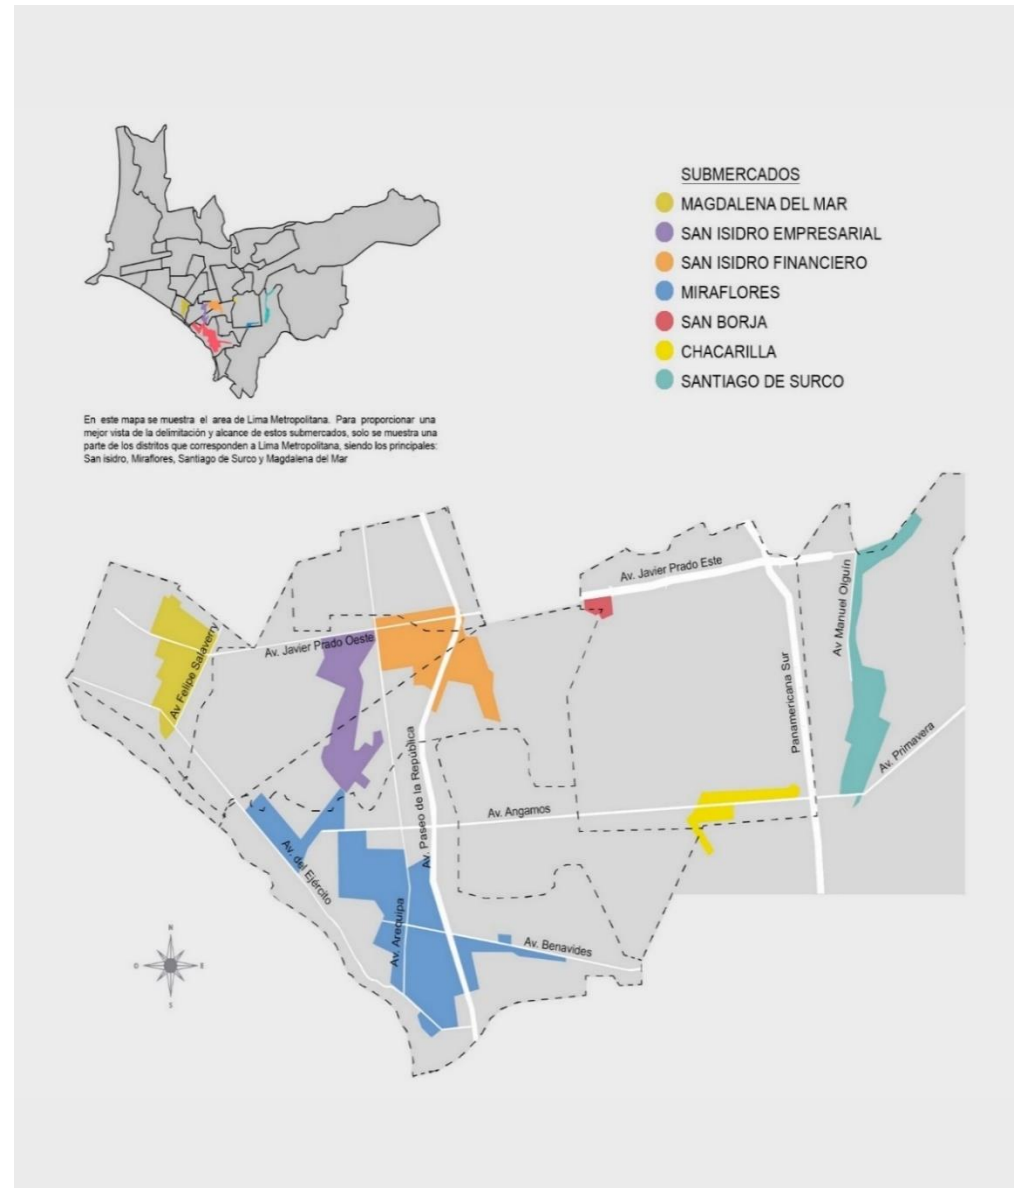 SUBMERCADOS
MAGDALENA DEL MAR
SAN ISIDRO EMPRESARIAL
SAN ISIDRO FINANCIERO
MIRAFLORES
SAN BORJA
CHACARILLA
SANTIAGO DE SURCO
En este mapa se muestra el area de Lima Metropolitana. Para proporcionar una
mejor vista de la delimitación y alcance de estos submercados, solo se muestra una
parte de los distritos que corresponden a Lima Metropolitana, siendo los principales:
San isidro, Miraflores, Santiago de Surco y Magdalena del Mar
Av. Javier Prado Este
Av Manuel Olguín
Av. Javier Prado Oeste
Av Felipe Salaverry
Panamericana Sur
Av. Primavera
Av. Paseo de la República
Av. Angamos
Av. del Ejército
Av. Arequipa
Av. Benavides
N
O
E
S